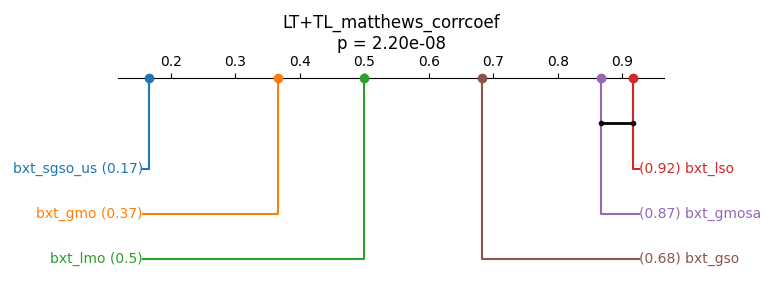 LT+TL_matthews_corrcoef
p = 2.20e-08
0.2 0.3 0.4 0.5 0.6 0.7 0.8 0.9
bxt_sgso_us (0.17) (0.92) bxt_lso
bxt_gmo (0.37) (0.87) bxt_gmosa
bxt_lmo (0.5) (0.68) bxt_gso